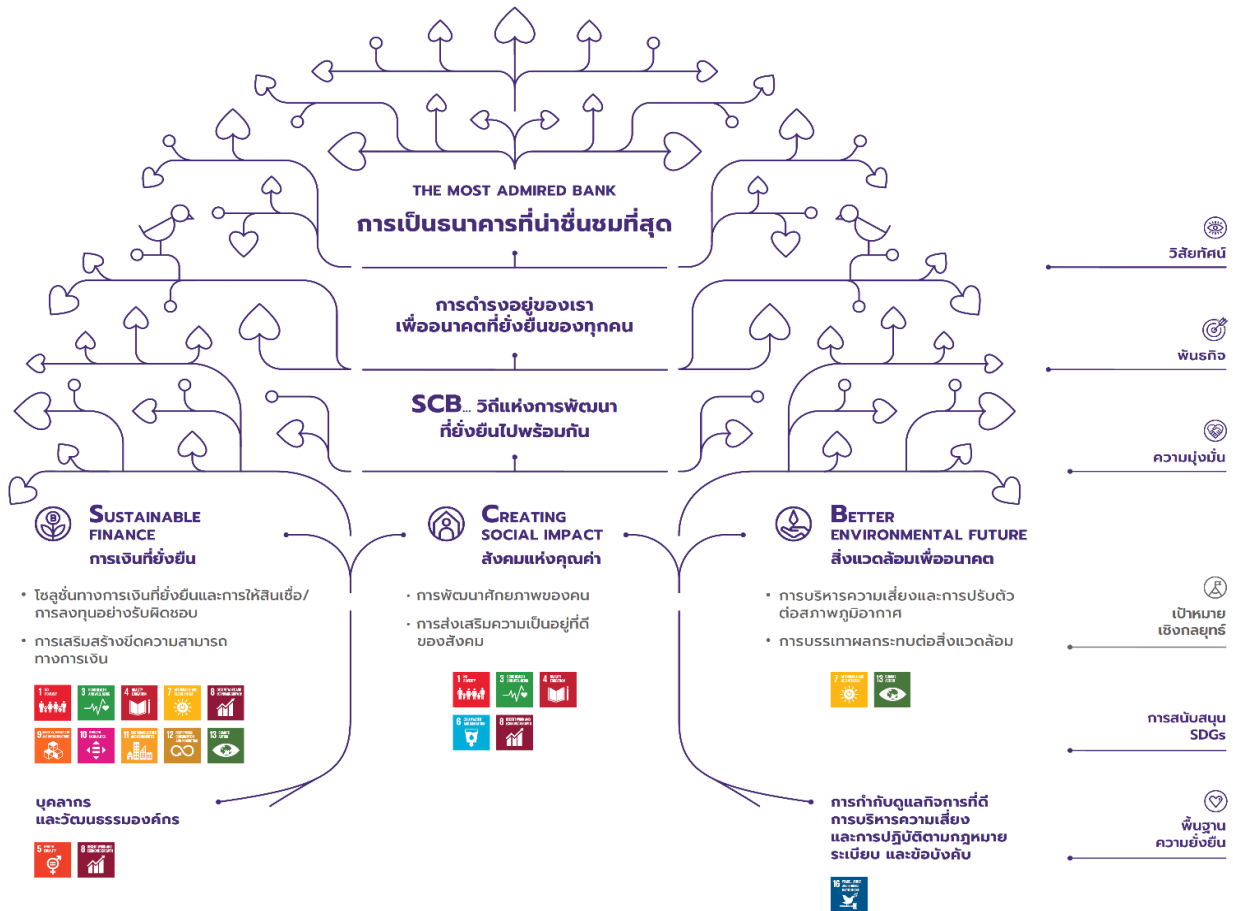 THE MOST ADMIRED BANK
การเป็นธนาคารที่น่าชื่นชมที่สุด
วิสัยทัศน์
การดำรงอยู่ของเรา
เพื่ออนาคตที่ยั่งยืนของทุกคน
พันธกิจ
SCB... วิถีแห่งการพัฒนา
ที่ยั่งยืนไปพร้อมกัน
ความมุ่งมั่น
SUSTAINABLE
FINANCE
การเงินที่ยั่งยืน
• โซลูชั่นทางการเงินที่ยั่งยืนและการให้สินเชื่อ/
การลงทุนอย่างรับผิดชอบ
• การเสริมสร้างขีดความสามารถ
ทางการเงิน
CREATING
SOCIAL IMPACT
สังคมแห่งคุณค่า
• การพัฒนาศักยภาพของคน
• การส่งเสริมความเป็นอยู่ที่ดี
ของสังคม
BETTER
ENVIRONMENTAL FUTURE
สิ่งแวดล้อมเพื่ออนาคต
• การบริหารความเสี่ยงและการปรับตัว
ต่อสภาพภูมิอากาศ
• การบรรเทาผลกระทบต่อสิ่งแวดล้อม
เป้าหมาย
เชิงกลยุทธ์
1 3 4 7 8
9 10 11 12 13
1 3 4
6 8
7 13
การสนับสนุน
SDGs
บุคลากร
และวัฒนธรรมองค์กร
5 8
การกำกับดูแลกิจการที่ดี
การบริหารความเสี่ยง
และการปฏิบัติตามกฎหมาย
ระเบียบ และข้อบังคับ
16
พื้นฐาน
ความยั่งยืน